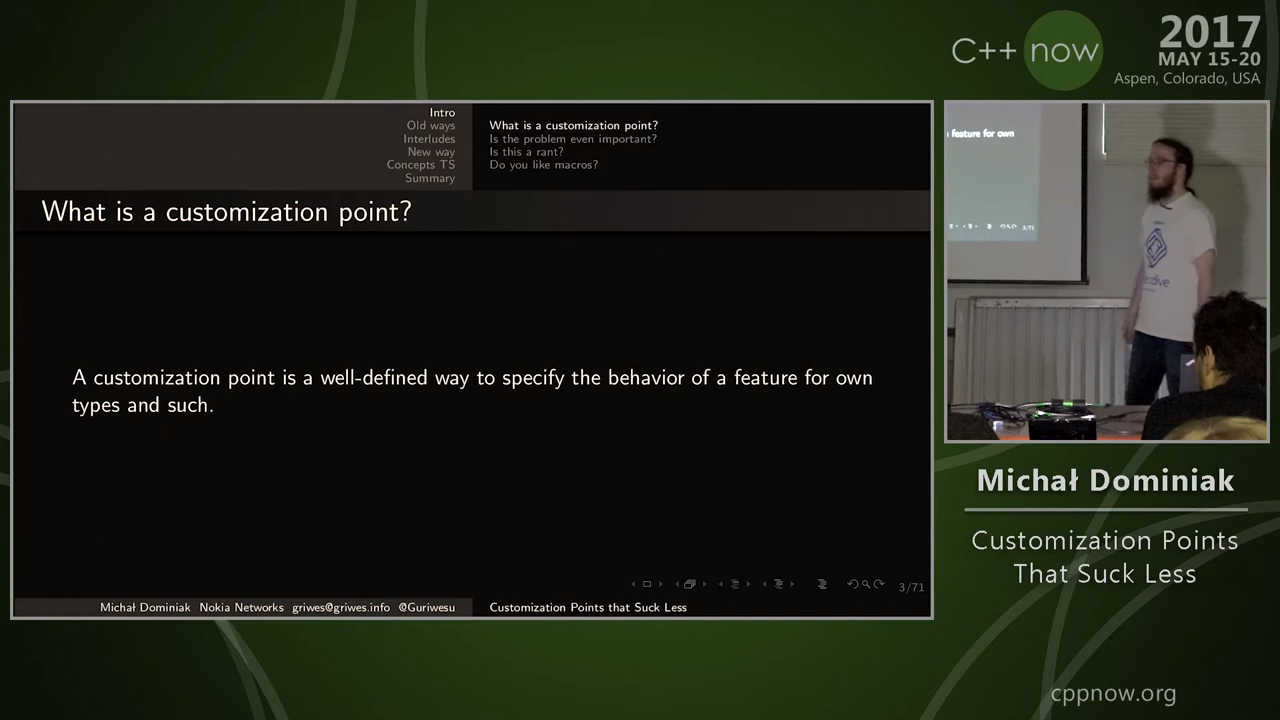 C++ now
2017
MAY 15-20
Aspen, Colorado, USA
Intro
Old ways
Interludes
New way
Concepts TS
Summary
What is a customization point?
Is the problem even important?
Is this a rant?
Do you like macros?
What is a customization point?
A customization point is a well-defined way to specify the behavior of a feature for own
types and such.
3/71
Michał Dominiak Nokia Networks griwes@griwes.info @Guriwesu
Customization Points that Suck Less
feature for own
3/71
Michał Dominiak
Customization Points
That Suck Less
cppnow.org